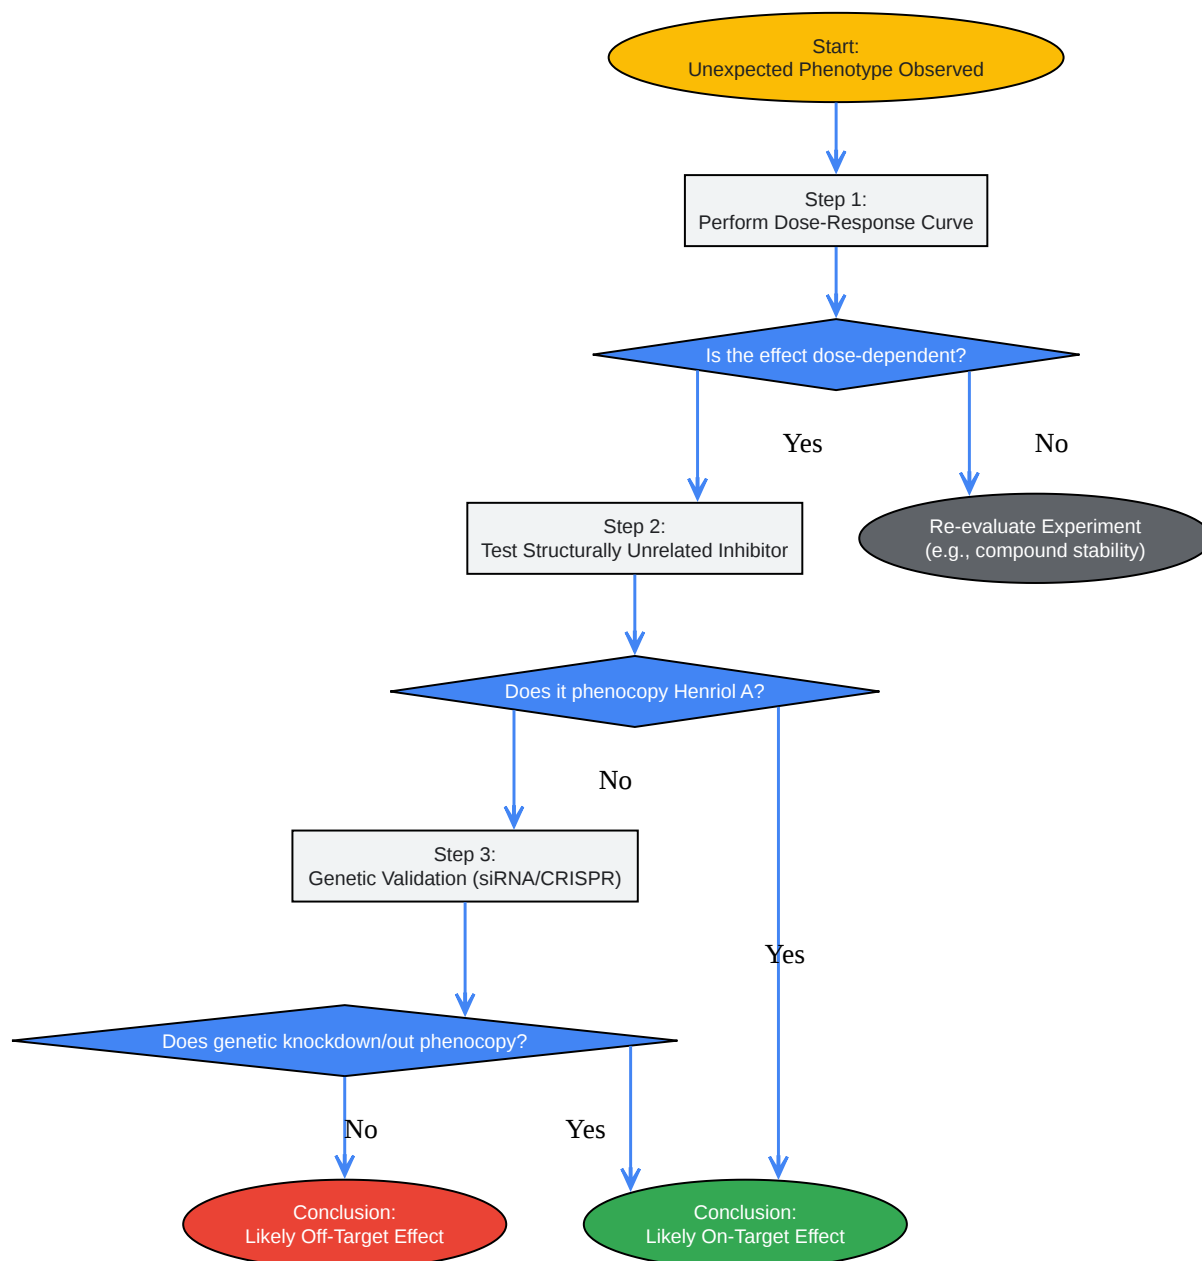 Start:
Unexpected Phenotype Observed
Step 1:
Perform Dose-Response Curve
Is the effect dose-dependent?
Yes
No
Step 2:
Test Structurally Unrelated Inhibitor
Re-evaluate Experiment
(e.g., compound stability)
Does it phenocopy Henriol A?
No
Step 3:
Genetic Validation (siRNA/CRISPR)
Yes
Does genetic knockdown/out phenocopy?
No
Yes
Conclusion:
Likely Off-Target Effect
Conclusion:
Likely On-Target Effect